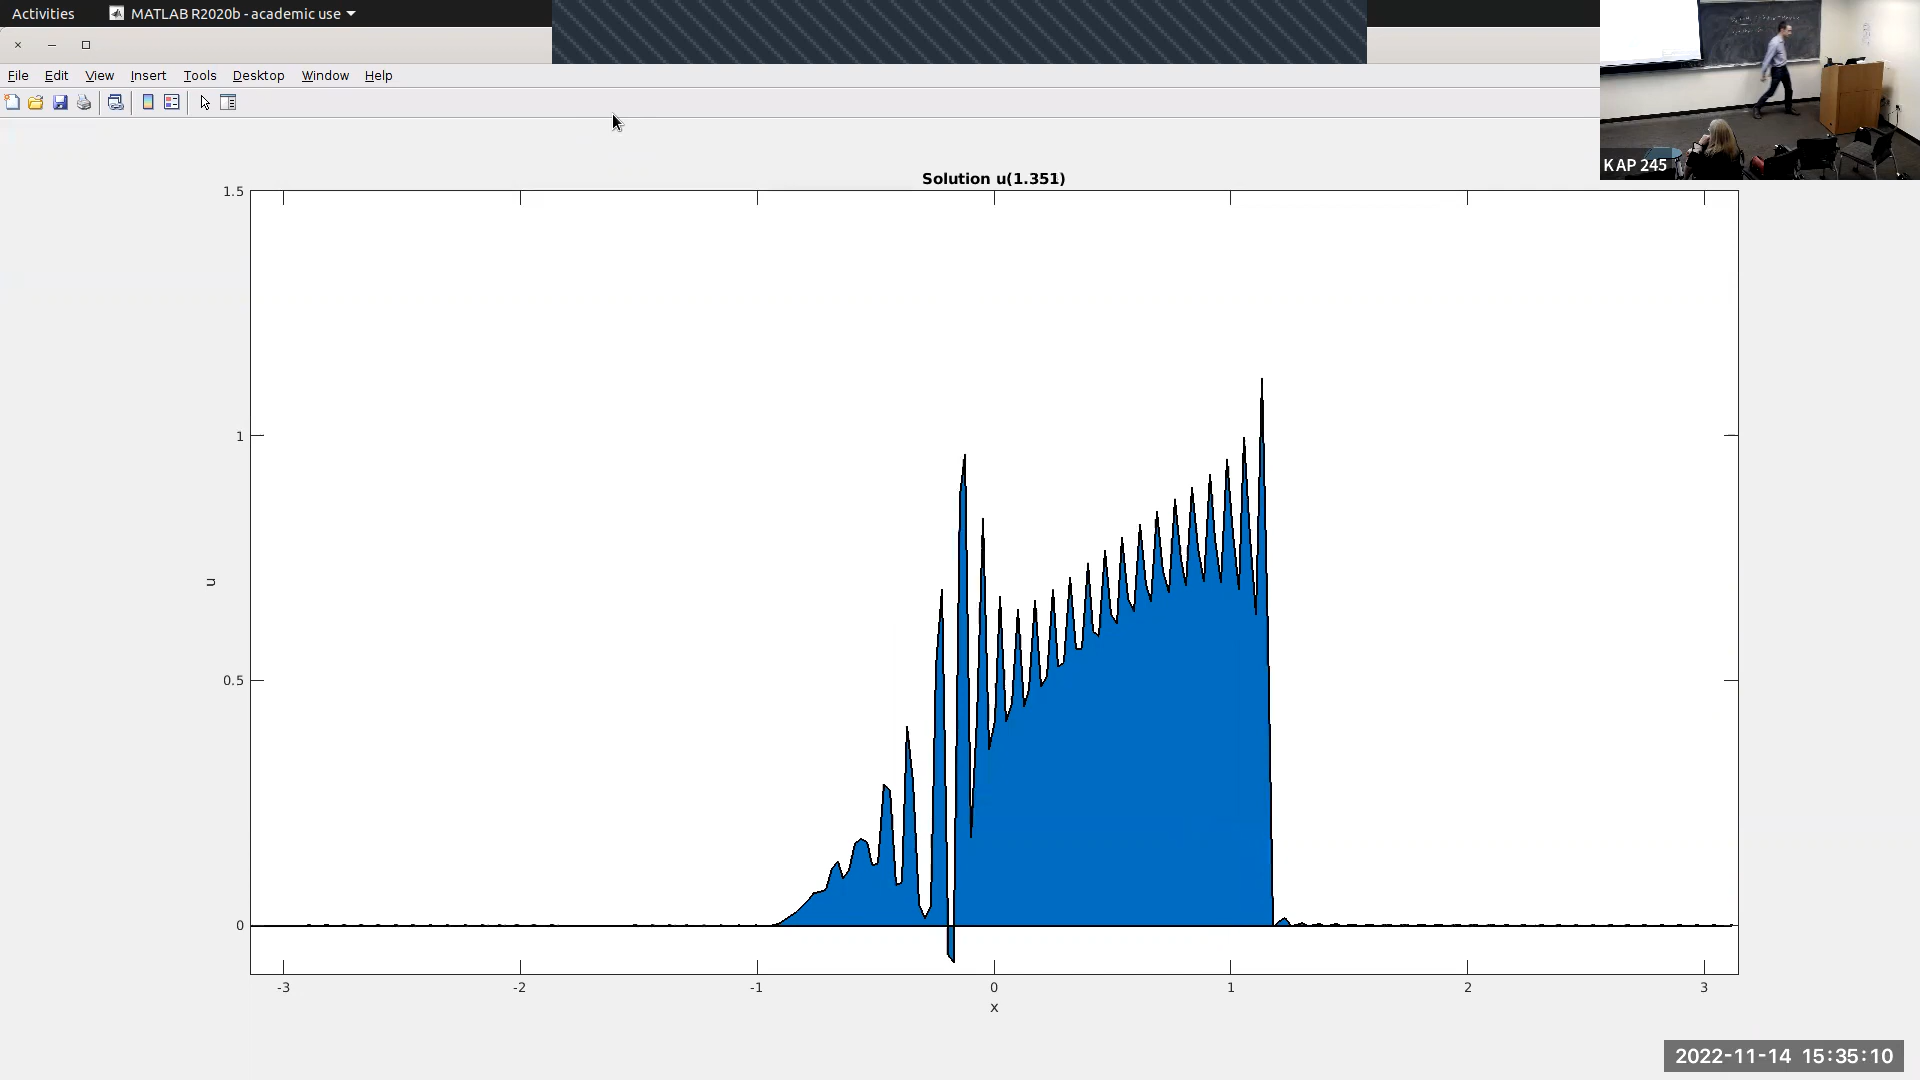 Activities MATLAB R2020b - academic use
File Edit View Insert Tools Desktop Window Help
KAP 245
Solution u(1.351)
1.5
1
0.5
0
u
-3 -2 -1 0 1 2 3
x
2022-11-14 15:35:10